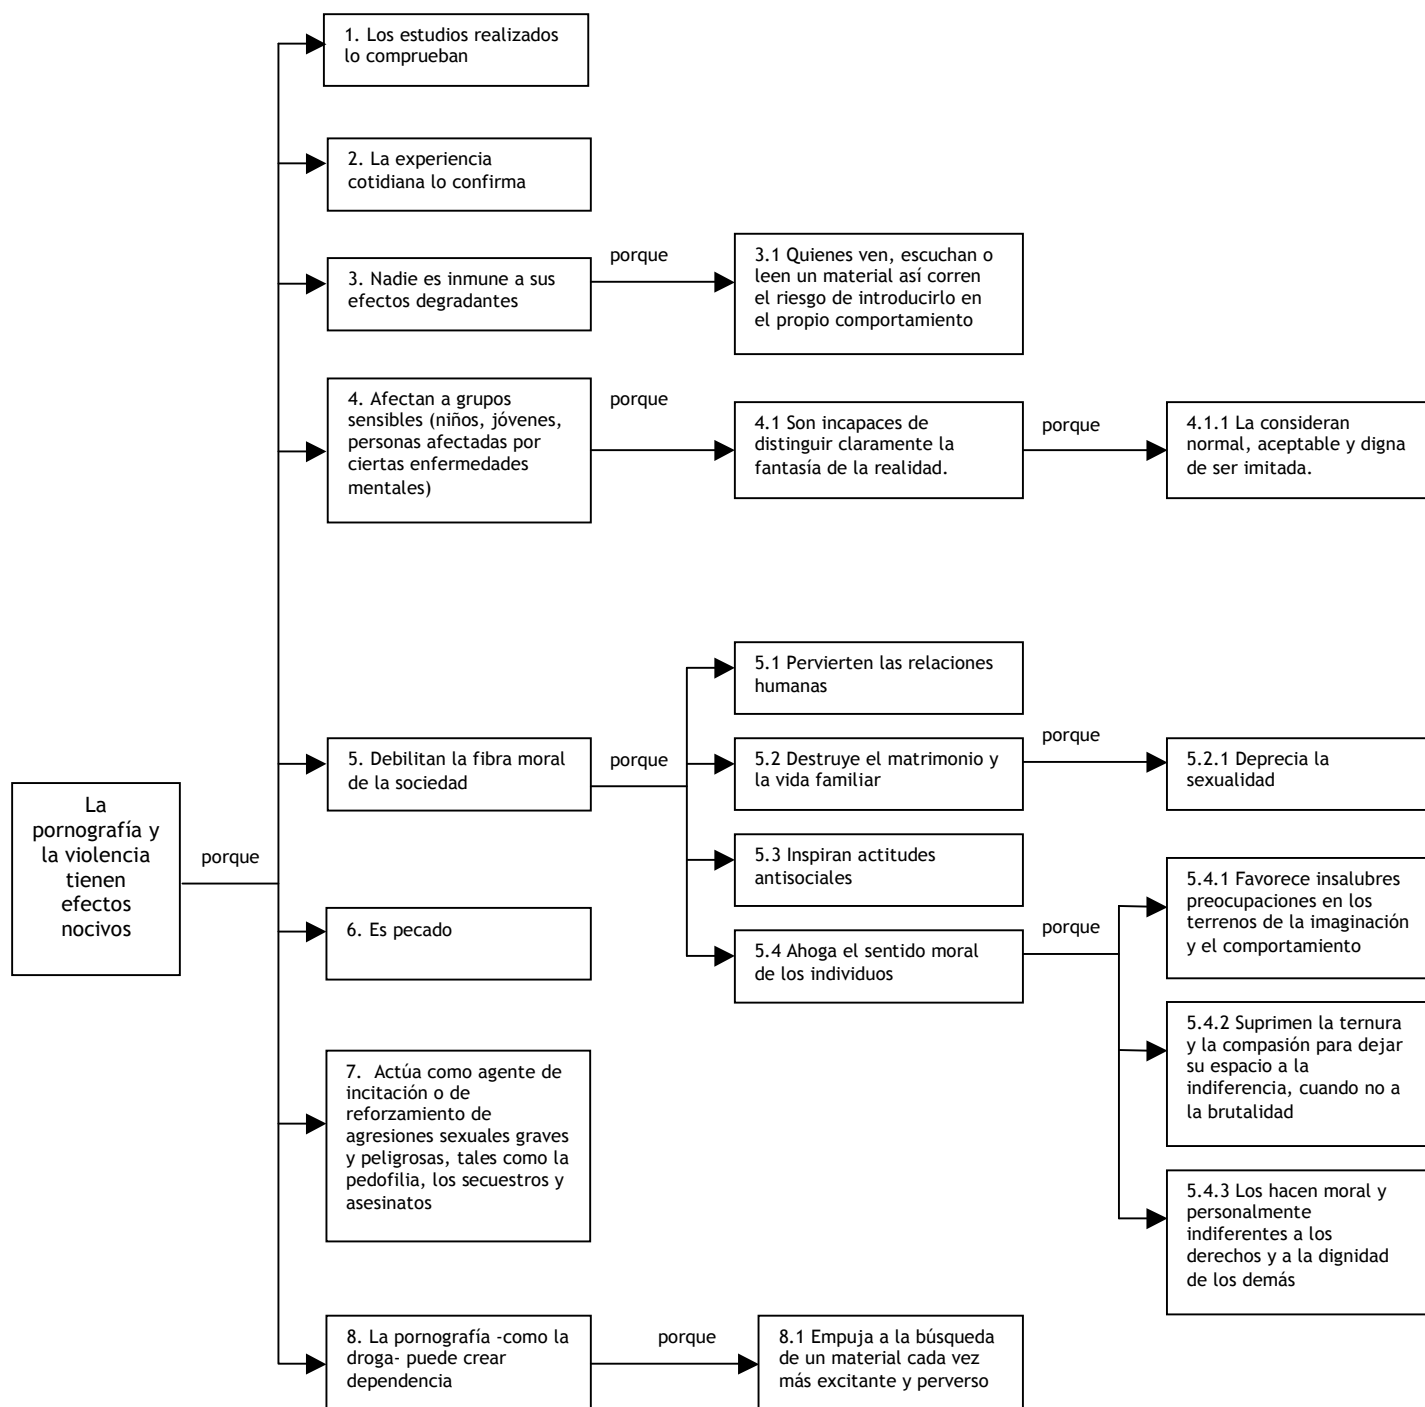 1. Los estudios realizados
lo comprueban
2. La experiencia
cotidiana lo confirma
3. Nadie es inmune a sus
efectos degradantes
porque
3.1 Quienes ven, escuchan o
leen un material así corren
el riesgo de introducirlo en
el propio comportamiento
4. Afectan a grupos
sensibles (niños, jóvenes,
personas afectadas por
ciertas enfermedades
mentales)
porque
4.1 Son incapaces de
distinguir claramente la
fantasía de la realidad.
porque
4.1.1 La consideran
normal, aceptable y digna
de ser imitada.
La
pornografía y
la violencia
tienen
efectos
nocivos
porque
5. Debilitan la fibra moral
de la sociedad
porque
5.1 Pervierten las relaciones
humanas
5.2 Destruye el matrimonio y
la vida familiar
porque
5.2.1 Deprecia la
sexualidad
5.3 Inspiran actitudes
antisociales
5.4 Ahoga el sentido moral
de los individuos
porque
5.4.1 Favorece insalubres
preocupaciones en los
terrenos de la imaginación
y el comportamiento
5.4.2 Suprimen la ternura
y la compasión para dejar
su espacio a la
indiferencia, cuando no a
la brutalidad
5.4.3 Los hacen moral y
personalmente
indiferentes a los
derechos y a la dignidad
de los demás
6. Es pecado
7. Actúa como agente de
incitación o de
reforzamiento de
agresiones sexuales graves
y peligrosas, tales como la
pedofilia, los secuestros y
asesinatos
8. La pornografía -como la
droga- puede crear
dependencia
porque
8.1 Empuja a la búsqueda
de un material cada vez
más excitante y perverso